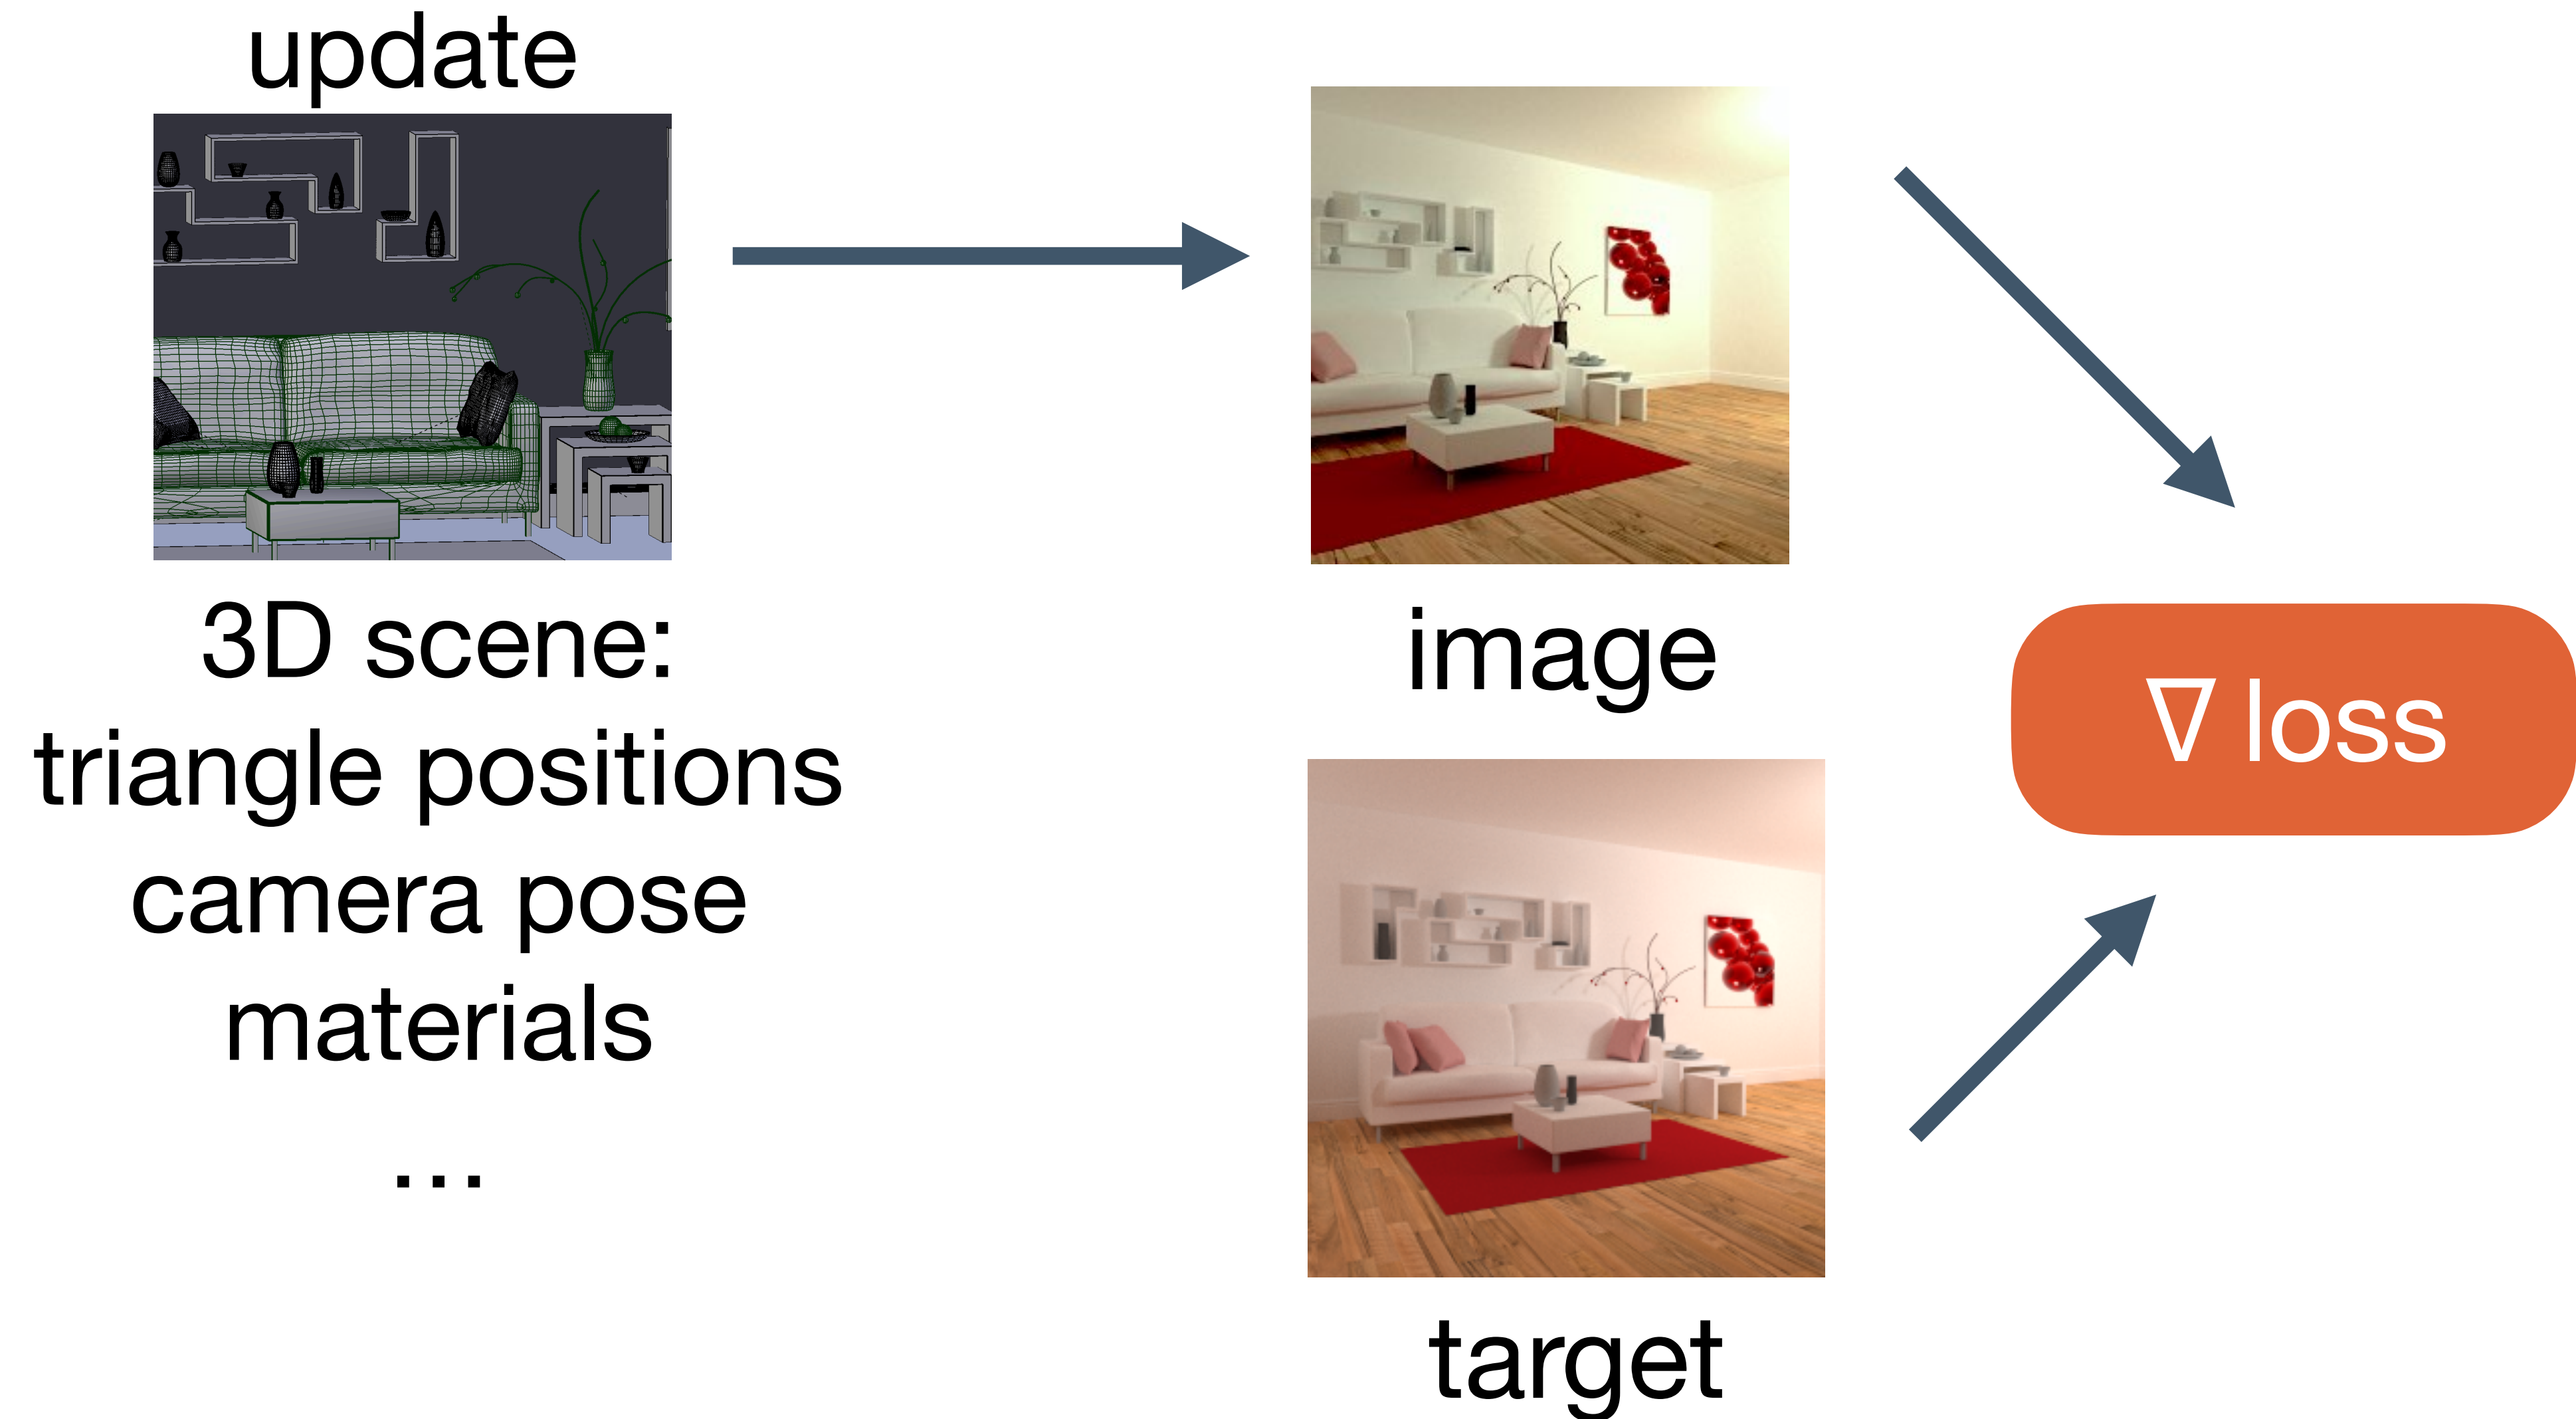 update
3D scene:
triangle positions
camera pose
materials
…
image
target
∇ loss